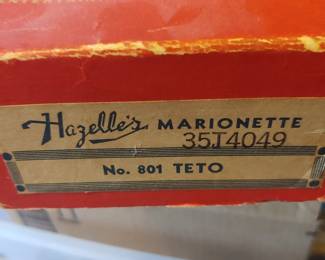 Hazelle's MARIONETTE
35T4049
No. 801 TETO